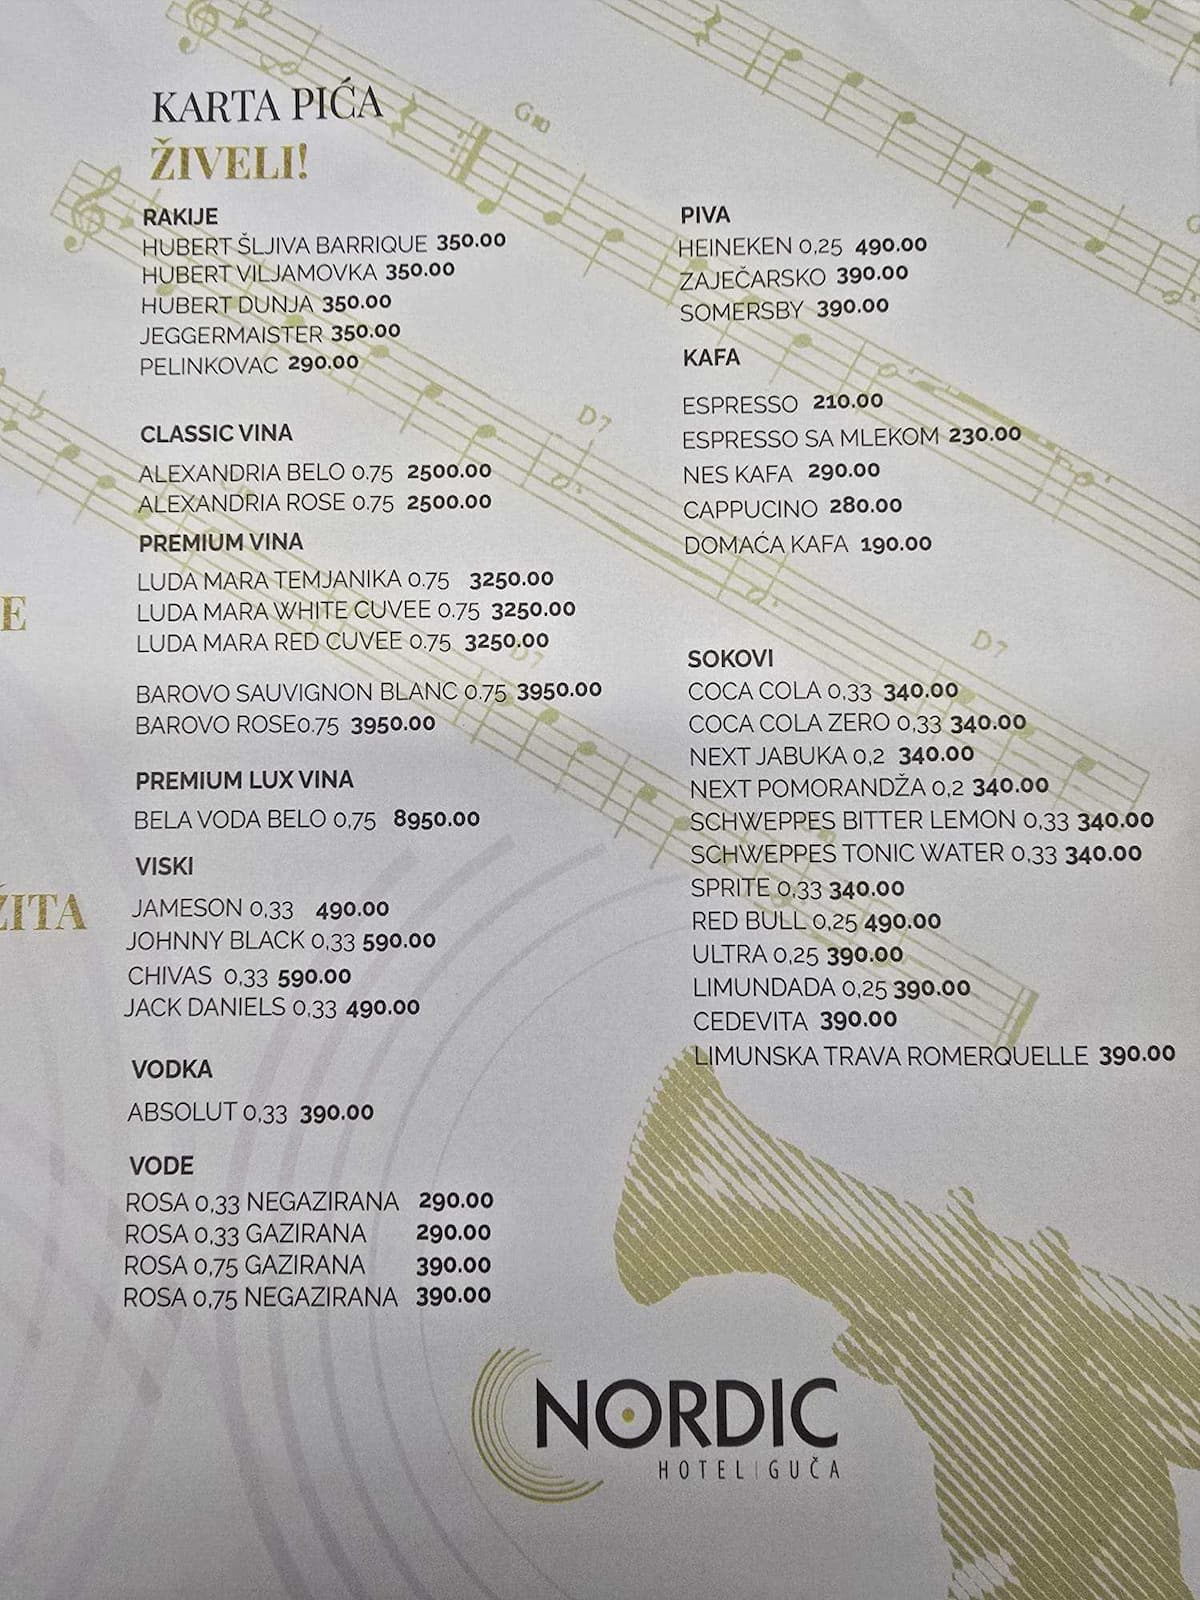 KARTA PIĆA
ŽIVELI!
RAKIJE
HUBERT ŠLJIVA BARRIQUE 350.00
HUBERT VILJAMOVKA 350.00
HUBERT DUNJA 350.00
JEGGERMAISTER 350.00
PELINKOVAC 290.00
CLASSIC VINA
ALEXANDRIA BELO 0.75 2500.00
ALEXANDRIA ROSE 0.75 2500.00
PREMIUM VINA
LUDA MARA TEMJANIKA 0.75 3250.00
LUDA MARA WHITE CUVEE 0.75 3250.00
LUDA MARA RED CUVEE 0.75 3250.00
BAROVO SAUVIGNON BLANC 0.75 3950.00
BAROVO ROSE0.75 3950.00
PREMIUM LUX VINA
BELA VODA BELO 0,75 8950.00
VISKI
JAMESON 0,33 490.00
JOHNNY BLACK 0,33 590.00
CHIVAS 0,33 590.00
JACK DANIELS 0,33 490.00
VODKA
ABSOLUT 0,33 390.00
VODE
ROSA 0,33 NEGAZIRANA 290.00
ROSA 0,33 GAZIRANA 290.00
ROSA 0,75 GAZIRANA 390.00
ROSA 0,75 NEGAZIRANA 390.00
PIVA
HEINEKEN 0,25 490.00
ZAJEČARSKO 390.00
SOMERSBY 390.00
KAFA
ESPRESSO 210.00
ESPRESSO SA MLEKOM 230.00
NES KAFA 290.00
CAPPUCINO 280.00
DOMAĆA KAFA 190.00
SOKOVI
COCA COLA 0,33 340.00
COCA COLA ZERO 0,33 340.00
NEXT JABUKA 0,2 340.00
NEXT POMORANDŽA 0,2 340.00
SCHWEPPES BITTER LEMON 0,33 340.00
SCHWEPPES TONIC WATER 0,33 340.00
SPRITE 0,33 340.00
RED BULL 0,25 490.00
ULTRA 0,25 390.00
LIMUNDADA 0,25 390.00
CEDEVITA 390.00
LIMUNSKA TRAVA ROMERQUELLE 390.00
E
ŽITA
D7
D7
D7
NORDIC
HOTEL|GUČA